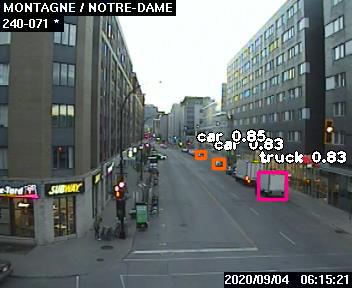 MONTAGNE / NOTRE-DAME
240-071 *
car 0.85
car 0.83
truck 0.83
SUBWAY
2020/09/04 06:15:21